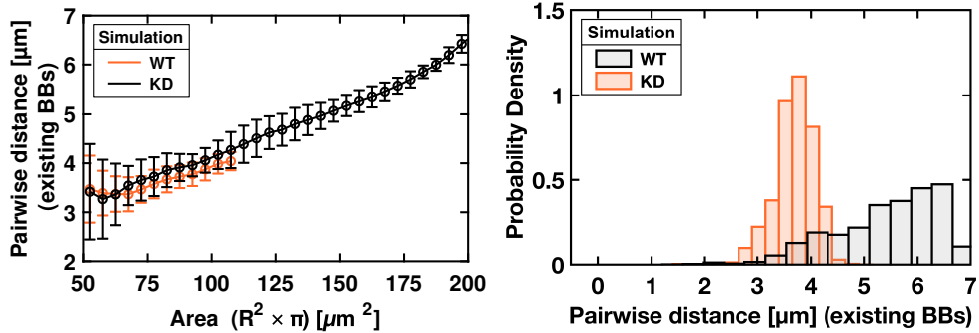 Pairwise distance [µm]
(existing BBs)
7
6
5
4
3
2
Simulation
WT
KD
50
75
100
125
150
175
200
Area (R² × π) [µm ²]
Probability Density
1.5
1
0.5
0
Simulation
WT
KD
0
1
2
3
4
5
6
7
Pairwise distance [µm] (existing BBs)